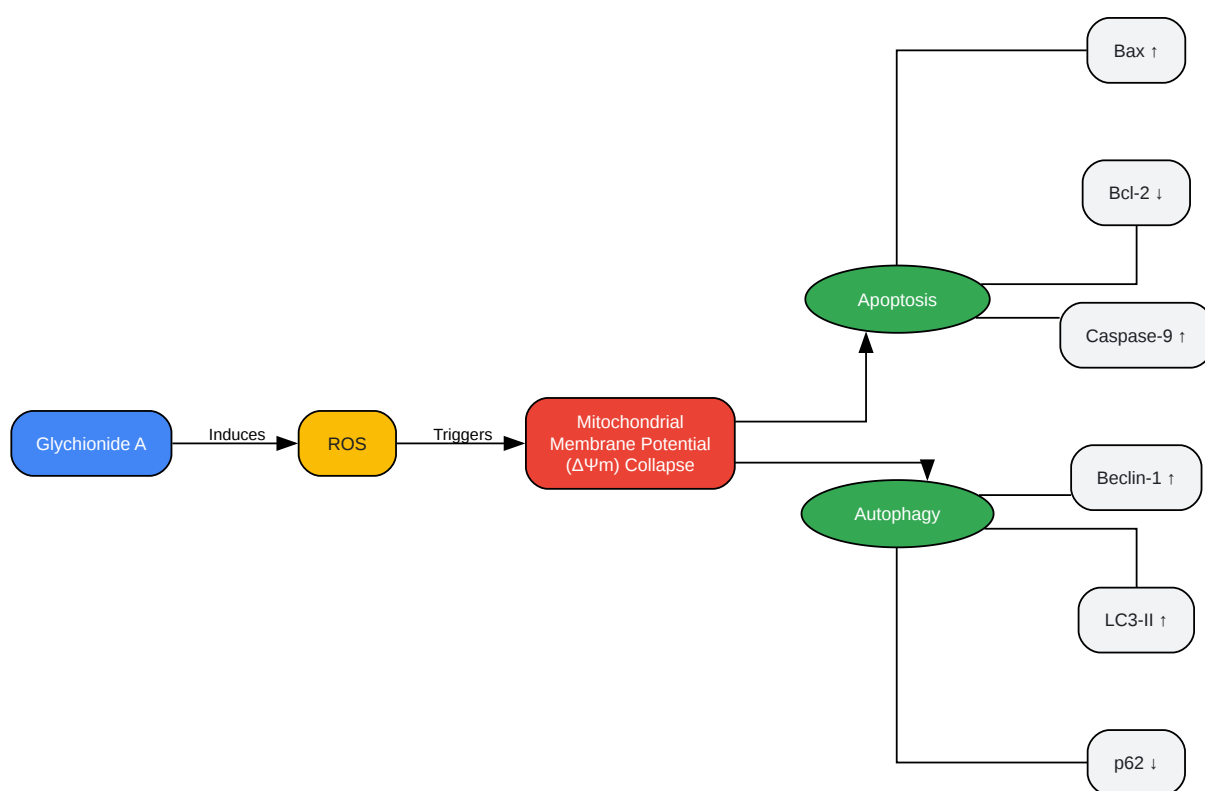 Glychionide A
Induces
ROS
Triggers
Mitochondrial
Membrane Potential
(ΔΨm) Collapse
Apoptosis
Bax ↑
Bcl-2 ↓
Caspase-9 ↑
Autophagy
Beclin-1 ↑
LC3-II ↑
p62 ↓